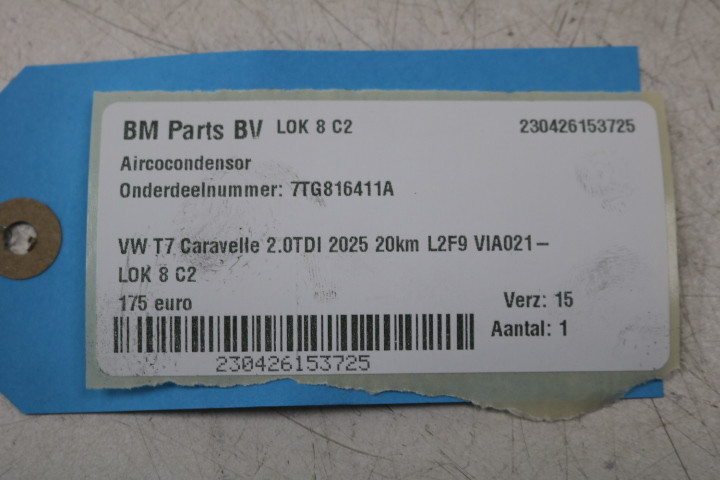 BM Parts BV LOK 8 C2 230426153725
Aircocondensor
Onderdeelnummer: 7TG816411A
VW T7 Caravelle 2.0TDI 2025 20km L2F9 VIA021-
LOK 8 C2
175 euro Verz: 15
Aantal: 1
230426153725